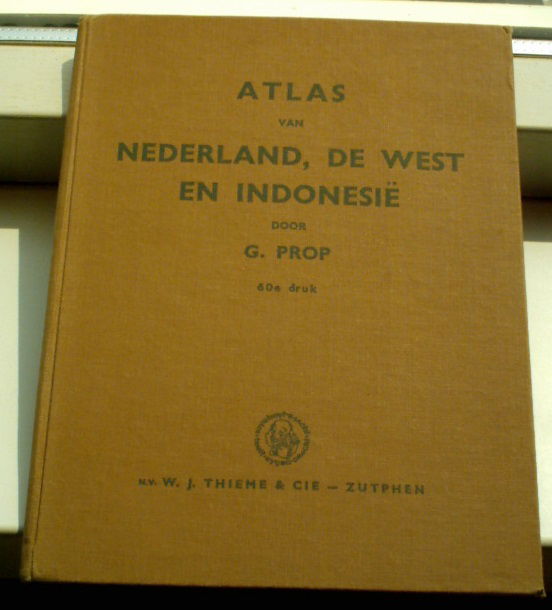 ATLAS
VAN
NEDERLAND, DE WEST
EN INDONESIË
DOOR
G. PROP
60e druk
N.V. W. J. THIEME & CIE — ZUTPHEN